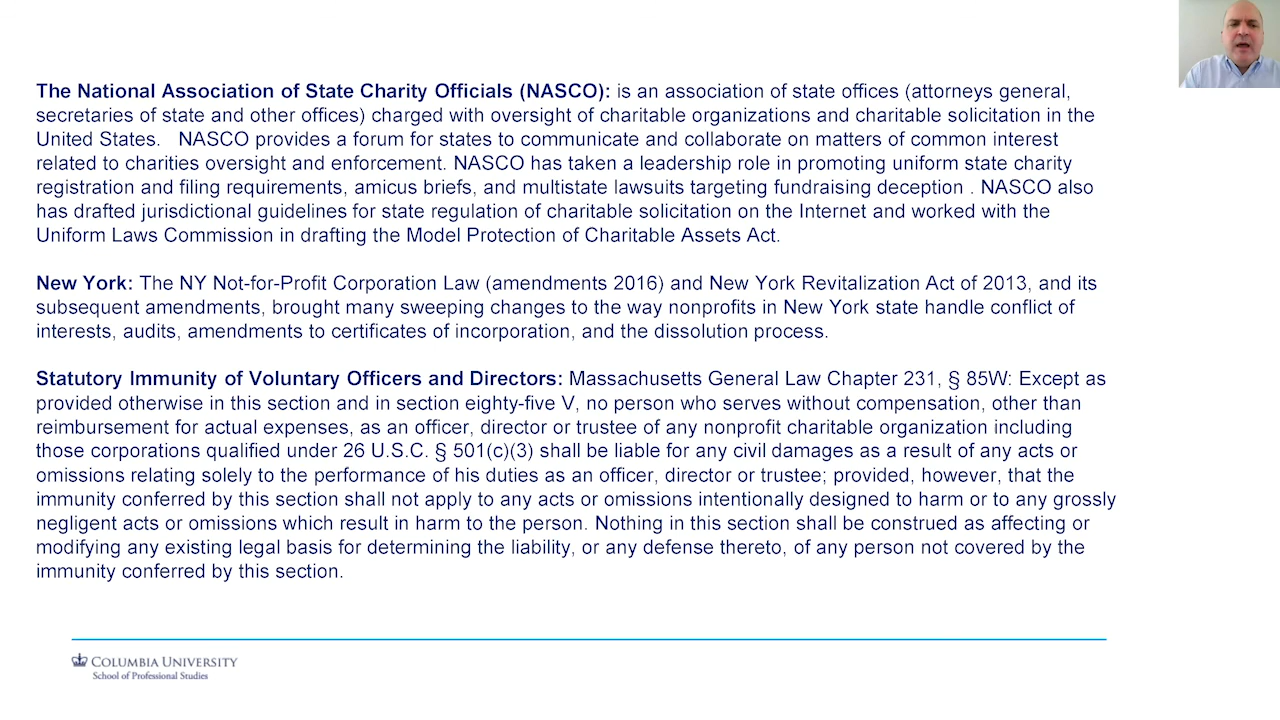 The National Association of State Charity Officials (NASCO): is an association of state offices (attorneys general,
secretaries of state and other offices) charged with oversight of charitable organizations and charitable solicitation in the
United States.   NASCO provides a forum for states to communicate and collaborate on matters of common interest
related to charities oversight and enforcement. NASCO has taken a leadership role in promoting uniform state charity
registration and filing requirements, amicus briefs, and multistate lawsuits targeting fundraising deception . NASCO also
has drafted jurisdictional guidelines for state regulation of charitable solicitation on the Internet and worked with the
Uniform Laws Commission in drafting the Model Protection of Charitable Assets Act.
New York: The NY Not-for-Profit Corporation Law (amendments 2016) and New York Revitalization Act of 2013, and its
subsequent amendments, brought many sweeping changes to the way nonprofits in New York state handle conflict of
interests, audits, amendments to certificates of incorporation, and the dissolution process.
Statutory Immunity of Voluntary Officers and Directors: Massachusetts General Law Chapter 231, § 85W: Except as
provided otherwise in this section and in section eighty-five V, no person who serves without compensation, other than
reimbursement for actual expenses, as an officer, director or trustee of any nonprofit charitable organization including
those corporations qualified under 26 U.S.C. § 501(c)(3) shall be liable for any civil damages as a result of any acts or
omissions relating solely to the performance of his duties as an officer, director or trustee; provided, however, that the
immunity conferred by this section shall not apply to any acts or omissions intentionally designed to harm or to any grossly
negligent acts or omissions which result in harm to the person. Nothing in this section shall be construed as affecting or
modifying any existing legal basis for determining the liability, or any defense thereto, of any person not covered by the
immunity conferred by this section.
COLUMBIA UNIVERSITY
School of Professional Studies